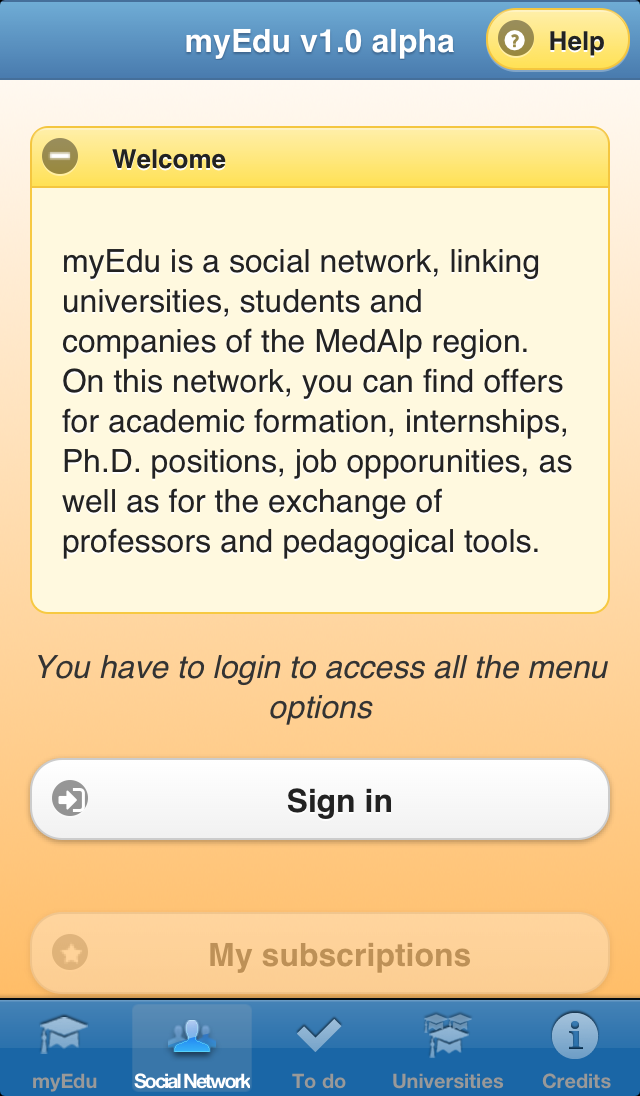 myEdu v1.0 alpha
Help
Welcome
myEdu is a social network, linking
universities, students and
companies of the MedAlp region.
On this network, you can find offers
for academic formation, internships,
Ph.D. positions, job opporunities, as
well as for the exchange of
professors and pedagogical tools.
You have to login to access all the menu
options
Sign in
My subscriptions
myEdu
Social Network
To do
Universities
Credits